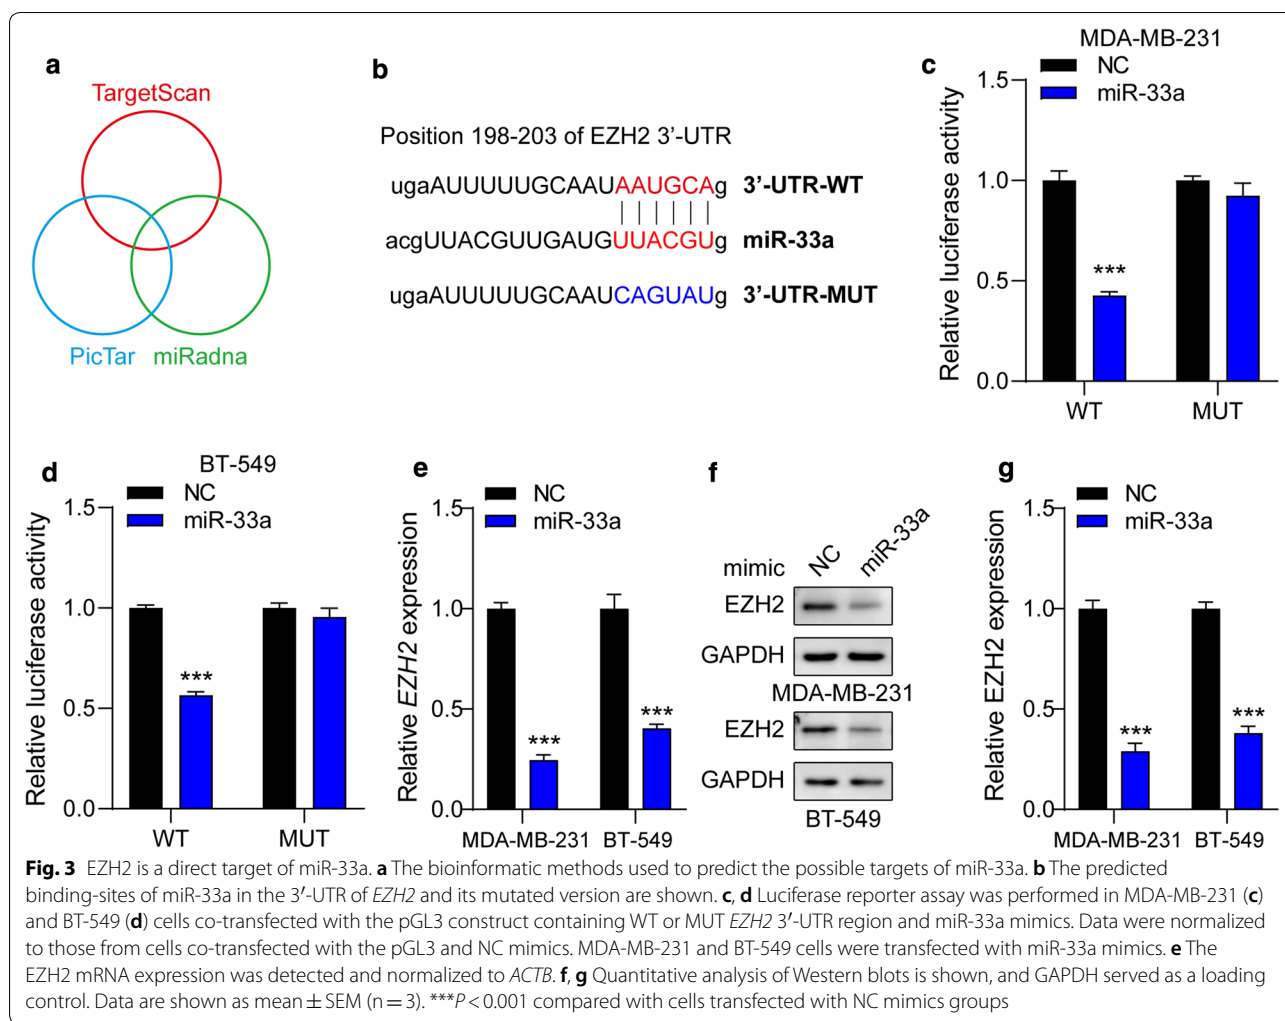 a
TargetScan
PicTar miRadna
b
Position 198-203 of EZH2 3'-UTR
ugaAUUUUUGCAAUAAUGCAg 3'-UTR-WT
acgUUACGUUGAUGUUACGUg miR-33a
ugaAUUUUUGCAAUCAGUAUg 3'-UTR-MUT
c
MDA-MB-231
NC
miR-33a
Relative luciferase activity
1.5
1.0
0.5
0.0
***
WT MUT
d
BT-549
NC
miR-33a
Relative luciferase activity
1.5
1.0
0.5
0.0
***
WT MUT
e
NC
miR-33a
Relative EZH2 expression
1.5
1.0
0.5
0.0
***
***
MDA-MB-231 BT-549
f
mimic NC miR-33a
EZH2
GAPDH
MDA-MB-231
EZH2
GAPDH
BT-549
g
NC
miR-33a
Relative EZH2 expression
1.5
1.0
0.5
0.0
***
***
MDA-MB-231 BT-549
Fig. 3 EZH2 is a direct target of miR-33a. a The bioinformatic methods used to predict the possible targets of miR-33a. b The predicted
binding-sites of miR-33a in the 3′-UTR of EZH2 and its mutated version are shown. c, d Luciferase reporter assay was performed in MDA-MB-231 (c)
and BT-549 (d) cells co-transfected with the pGL3 construct containing WT or MUT EZH2 3′-UTR region and miR-33a mimics. Data were normalized
to those from cells co-transfected with the pGL3 and NC mimics. MDA-MB-231 and BT-549 cells were transfected with miR-33a mimics. e The
EZH2 mRNA expression was detected and normalized to ACTB. f, g Quantitative analysis of Western blots is shown, and GAPDH served as a loading
control. Data are shown as mean ± SEM (n = 3). ***P < 0.001 compared with cells transfected with NC mimics groups